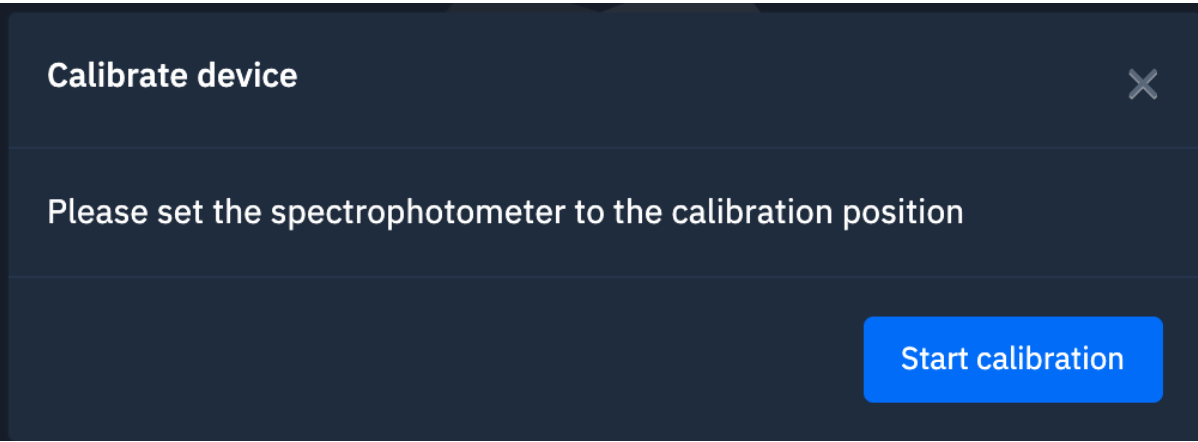 Calibrate device
Please set the spectrophotometer to the calibration position
Start calibration